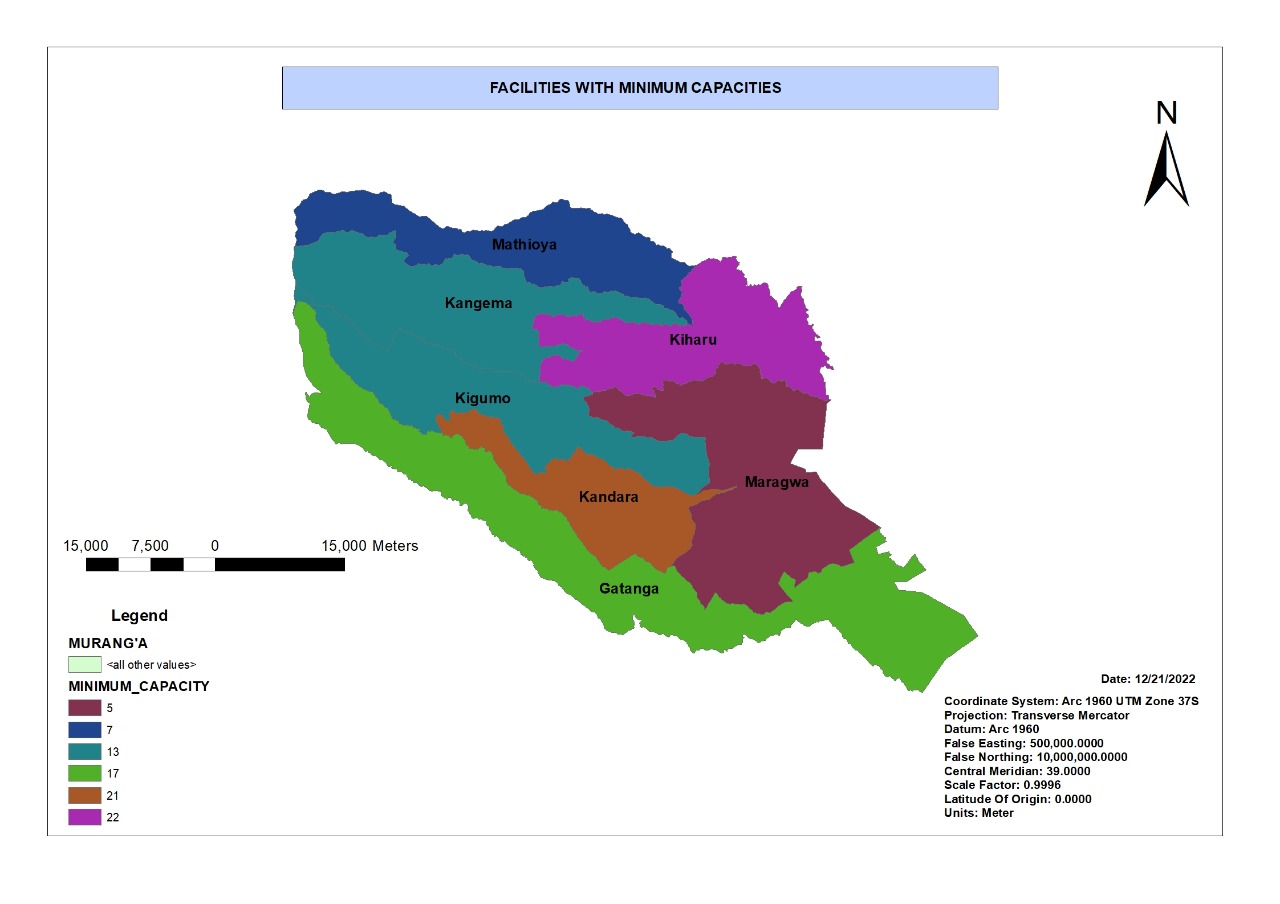 FACILITIES WITH MINIMUM CAPACITIES
N
Mathioya
Kangema
Kiharu
Kigumo
Maragwa
Kandara
Gatanga
15,000 7,500 0 15,000 Meters
Legend
MURANG'A
<all other values>
MINIMUM_CAPACITY
5
7
13
17
21
22
Date: 12/21/2022
Coordinate System: Arc 1960 UTM Zone 37S
Projection: Transverse Mercator
Datum: Arc 1960
False Easting: 500,000.0000
False Northing: 10,000,000.0000
Central Meridian: 39.0000
Scale Factor: 0.9996
Latitude Of Origin: 0.0000
Units: Meter